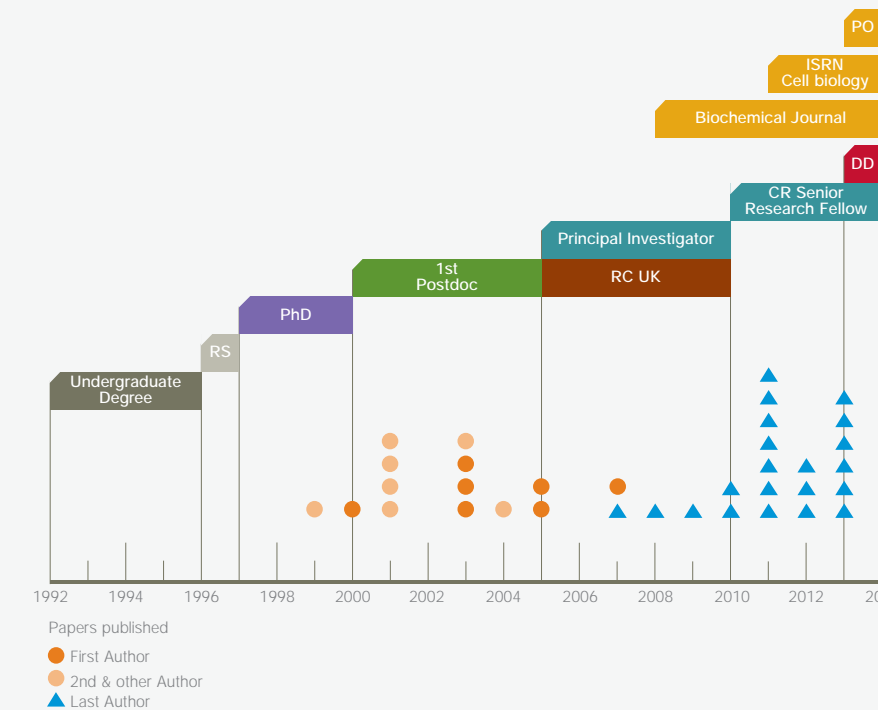 PO
ISRN
Cell biology
Biochemical Journal
DD
CR Senior
Research Fellow
Principal Investigator
1st
Postdoc
RC UK
PhD
RS
Undergraduate
Degree
1992 1994 1996 1998 2000 2002 2004 2006 2008 2010 2012
Papers published
First Author
2nd & other Author
Last Author